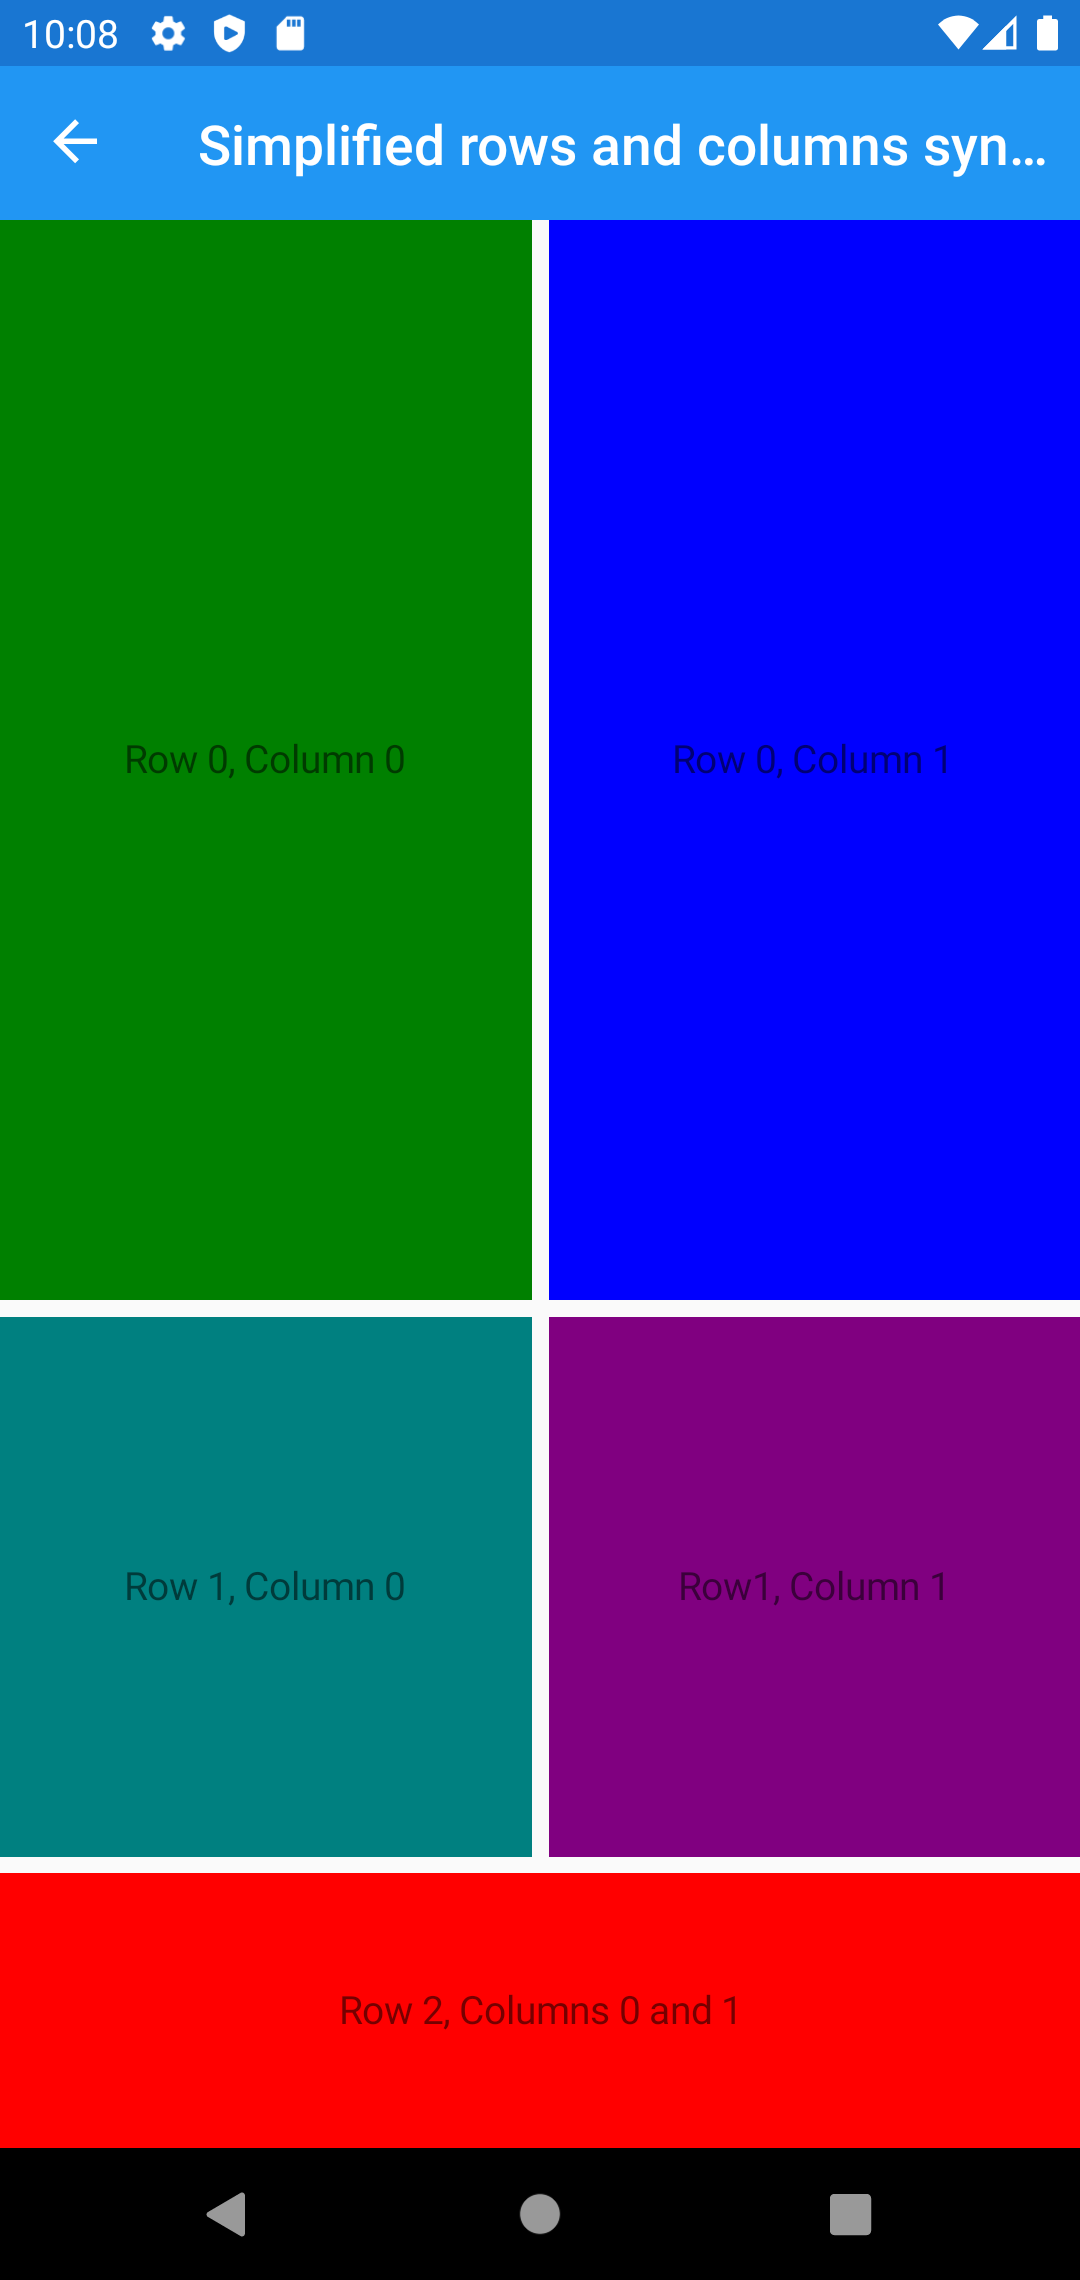 10:08
Simplified rows and columns syn...
Row 0, Column 0
Row 0, Column 1
Row 1, Column 0
Row1, Column 1
Row 2, Columns 0 and 1